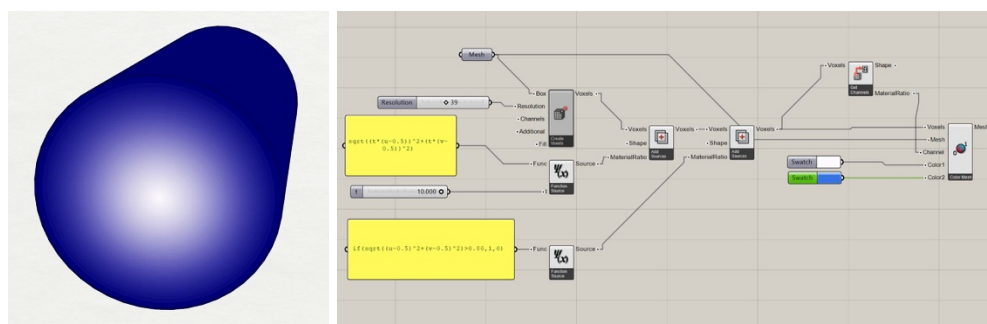 Mesh
Voxels
Shape
Get Channels
MaterialRatio
Box
Voxels
Resolution
39
Resolution
Channels
Additional
Fill
Create Voxels
sqrt((t*(u-0.5))^2+(t*(v-
0.5))^2)
Voxels
Voxels
Shape
MaterialRatio
Add Sources
Voxels
Voxels
Shape
MaterialRatio
Add Sources
Voxels
Mesh
Mesh
Channel
Color1
Color2
Color Mesh
Func
Source
t
Function Source
t
10.000
Swatch
Swatch
if(sqrt((u-0.5)^2+(v-0.5)^2)>6.00,1,0)
Func
Source
Function Source